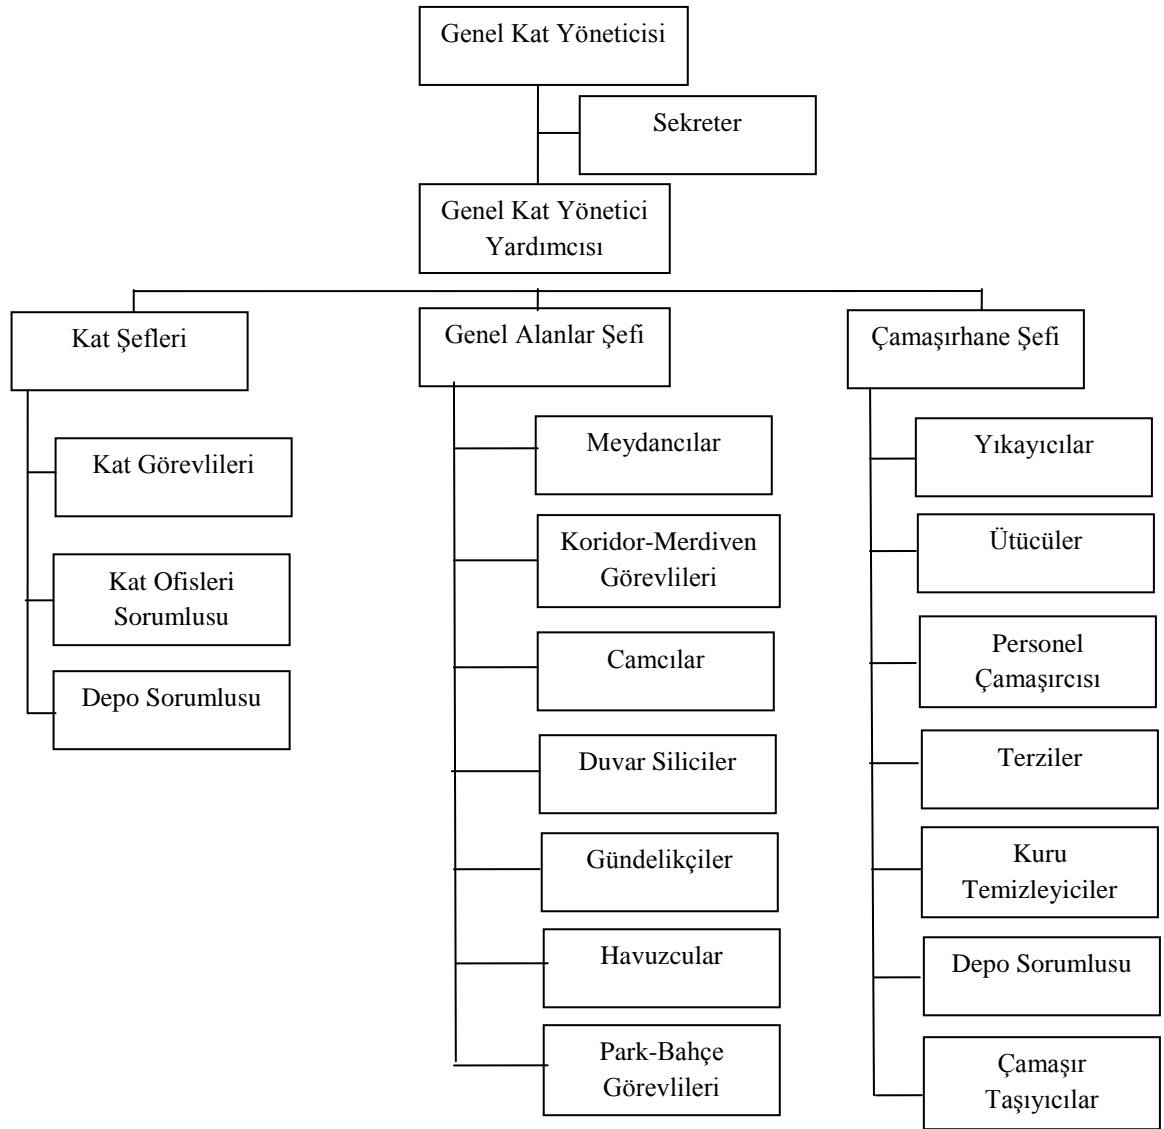 Genel Kat Yöneticisi
Sekreter
Genel Kat Yönetici
Yardımcısı
Kat Şefleri
Kat Görevlileri
Kat Ofisleri
Sorumlusu
Depo Sorumlusu
Genel Alanlar Şefi
Meydancılar
Koridor-Merdiven
Görevlileri
Camcılar
Duvar Siliciler
Gündelikçiler
Havuzcular
Park-Bahçe
Görevlileri
Çamaşırhane Şefi
Yıkayıcılar
Ütücüler
Personel
Çamaşırcısı
Terziler
Kuru
Temizleyiciler
Depo Sorumlusu
Çamaşır
Taşıyıcılar